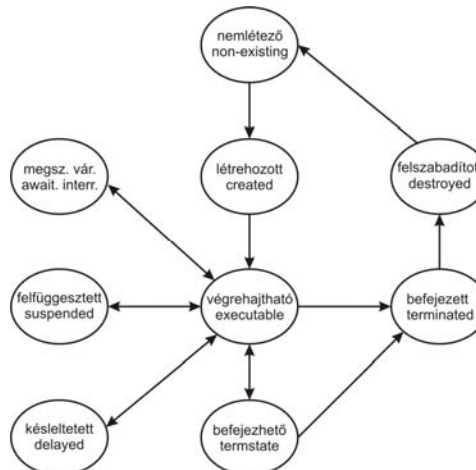 nemlétező
non-existing
megsz. vár.
await. interr.
létrehozott
created
felszabadított
destroyed
felfüggesztett
suspended
végrehajtható
executable
befejezett
terminated
késleltetett
delayed
befejezhető
termstate